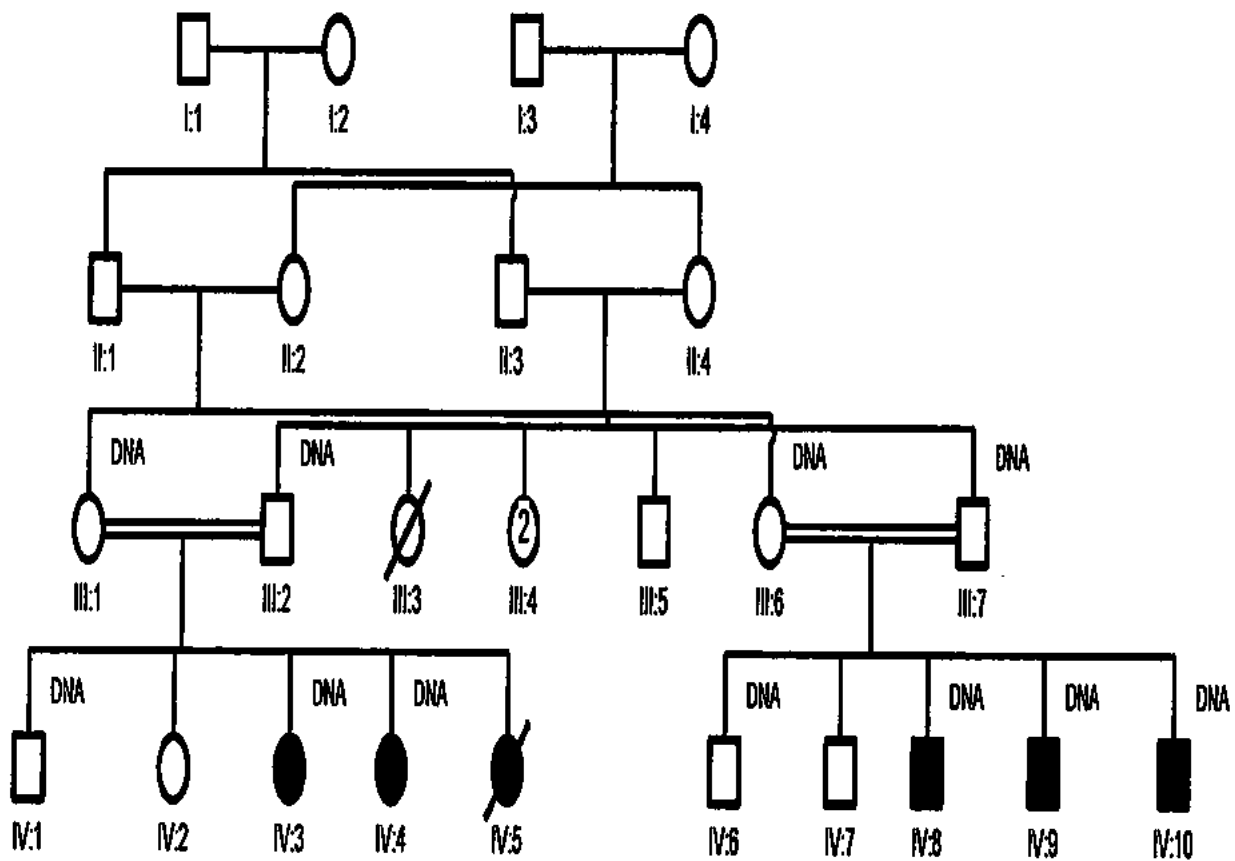 I:1 I:2 I:3 I:4
II:1 II:2 II:3 II:4
DNA DNA DNA DNA
2
III:1 III:2 III:3 III:4 III:5 III:6 III:7
DNA DNA DNA DNA DNA DNA DNA
IV:1 IV:2 IV:3 IV:4 IV:5 IV:6 IV:7 IV:8 IV:9 IV:10